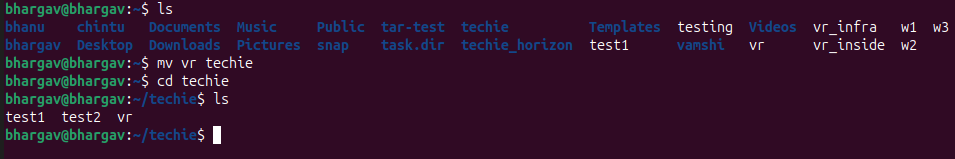 bhargav@bhargav:~$ ls
bhanu chintu Documents Music Public tar-test techie Templates testing Videos vr_infra w1 w3
bhargav Desktop Downloads Pictures snap task.dir techie_horizon test1 vamshi vr vr_inside w2
bhargav@bhargav:~$ mv vr techie
bhargav@bhargav:~$ cd techie
bhargav@bhargav:~/techie$ ls
test1 test2 vr
bhargav@bhargav:~/techie$